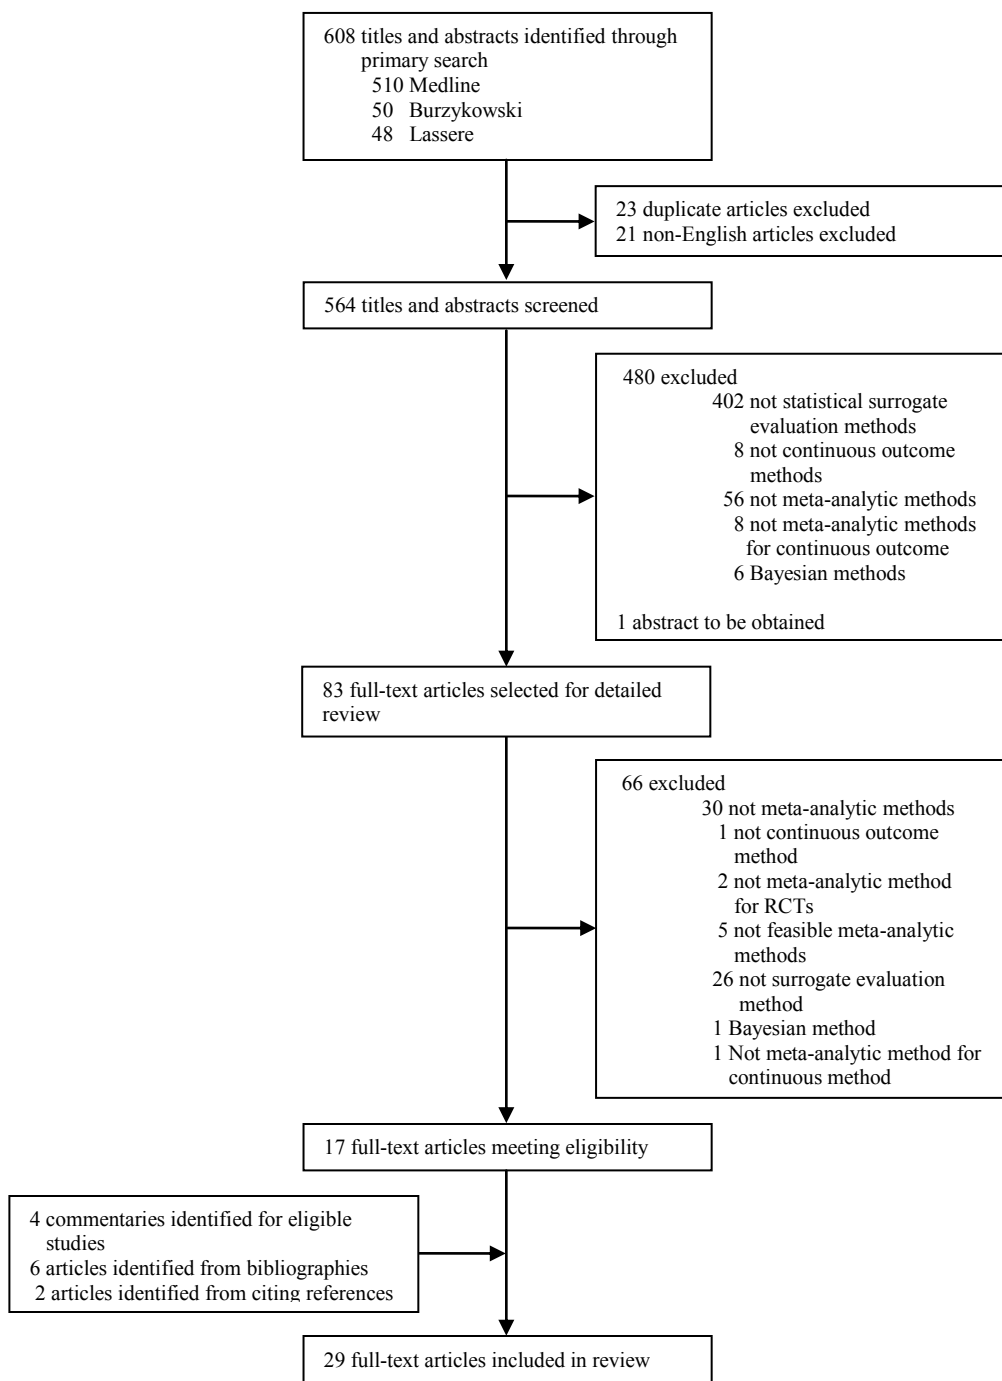 608 titles and abstracts identified through
primary search
510 Medline
50 Burzykowski
48 Lassere
23 duplicate articles excluded
21 non-English articles excluded
564 titles and abstracts screened
480 excluded
402 not statistical surrogate
evaluation methods
8 not continuous outcome
methods
56 not meta-analytic methods
8 not meta-analytic methods
for continuous outcome
6 Bayesian methods
1 abstract to be obtained
83 full-text articles selected for detailed
review
66 excluded
30 not meta-analytic methods
1 not continuous outcome
method
2 not meta-analytic method
for RCTs
5 not feasible meta-analytic
methods
26 not surrogate evaluation
method
1 Bayesian method
1 Not meta-analytic method for
continuous method
17 full-text articles meeting eligibility
4 commentaries identified for eligible
studies
6 articles identified from bibliographies
2 articles identified from citing references
29 full-text articles included in review